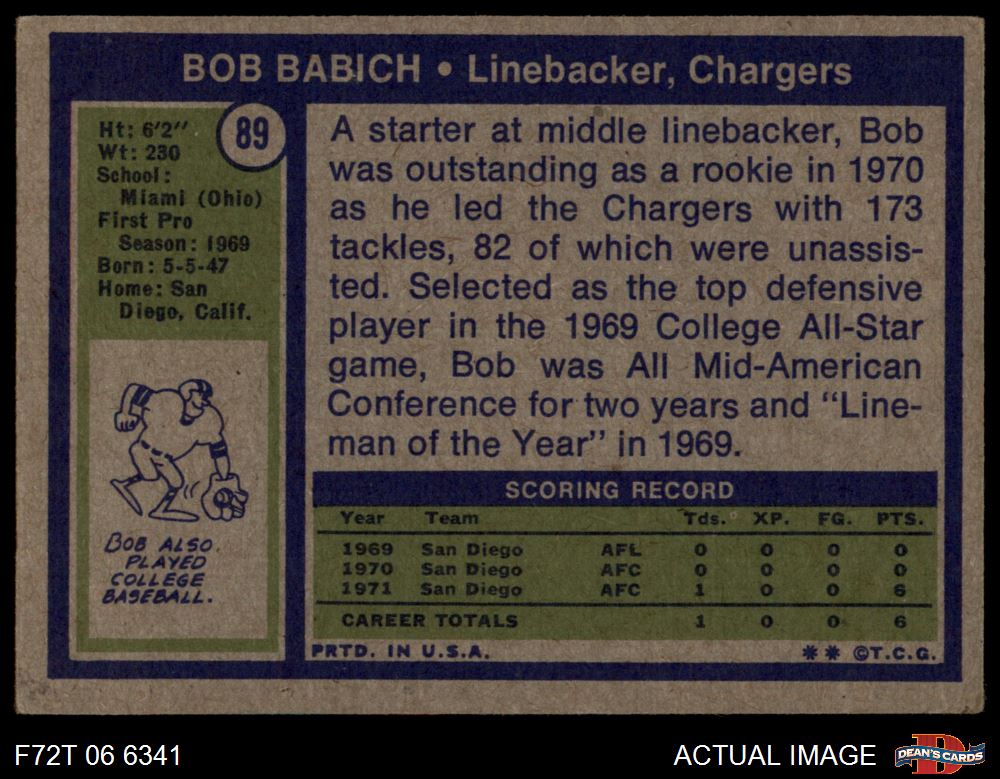 BOB BABICH • Linebacker, Chargers
89
Ht: 6'2"
Wt: 230
School:
Miami (Ohio)
First Pro
Season: 1969
Born: 5-5-47
Home: San
Diego, Calif.
BOB ALSO
PLAYED
COLLEGE
BASEBALL.
A starter at middle linebacker, Bob
was outstanding as a rookie in 1970
as he led the Chargers with 173
tackles, 82 of which were unassis-
ted. Selected as the top defensive
player in the 1969 College All-Star
game, Bob was All Mid-American
Conference for two years and "Line-
man of the Year" in 1969.
SCORING RECORD
Year Team Tds. XP. FG. PTS.
1969 San Diego AFL 0 0 0 0
1970 San Diego AFC 0 0 0 0
1971 San Diego AFC 1 0 0 6
CAREER TOTALS 1 0 0 6
PRTD. IN U.S.A. ** ©T.C.G.
F72T 06 6341 ACTUAL IMAGE DEAN'S CARDS